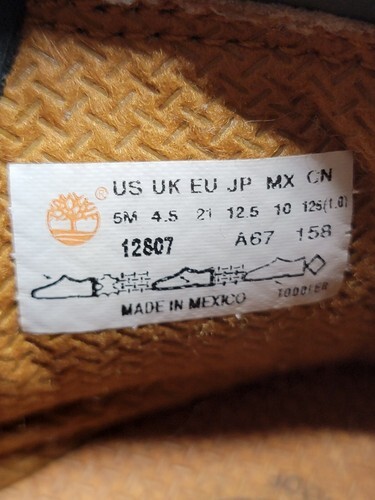 ® US UK EU JP MX CN
5M 4.5 21 12.5 10 125(1.0)
12807 A67 158
MADE IN MEXICO TODDLER